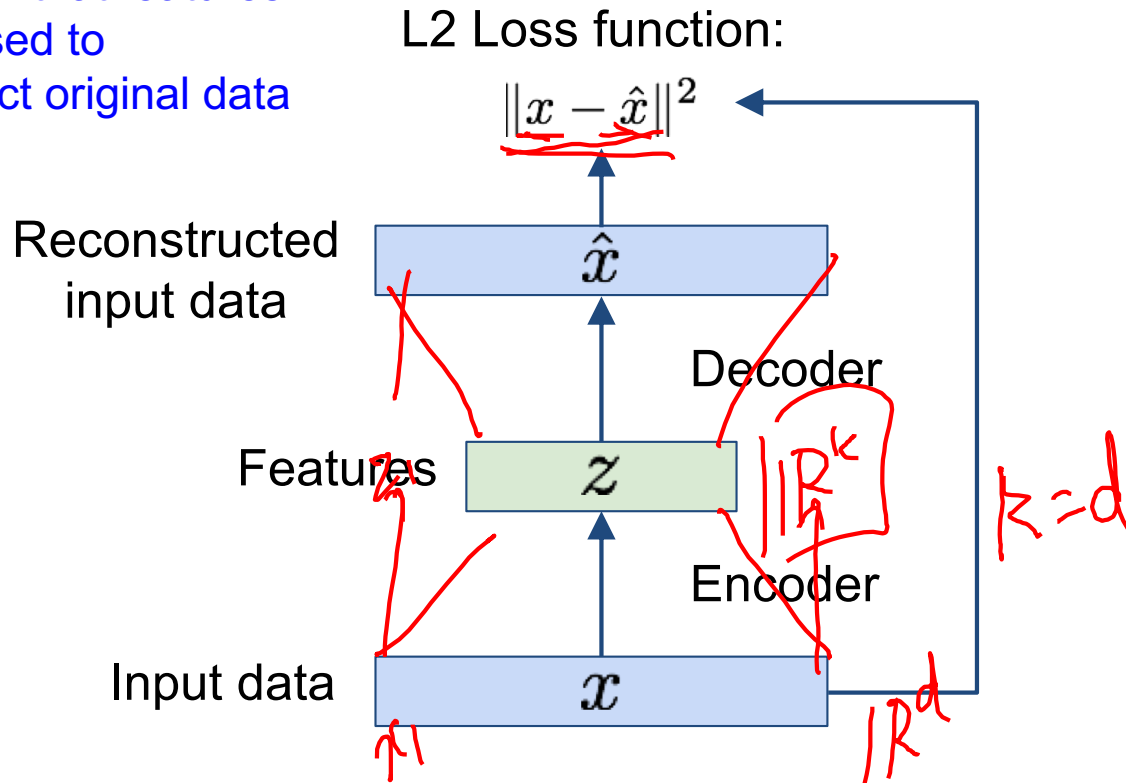 sed to
ct original data
L2 Loss function:
||x − x̂||²
Reconstructed
input data
x̂
Decoder
Features
z
ℝᵏ
k=d
Encoder
Input data
x
ℝᵈ